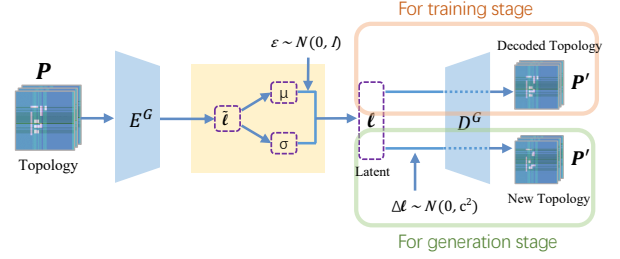 For training stage
ε ~ N(0, I)
Decoded Topology
P
μ
P′
E^G
ℓ̃
ℓ
D^G
σ
P′
Topology
Latent
Δℓ ~ N(0, c²)
New Topology
For generation stage